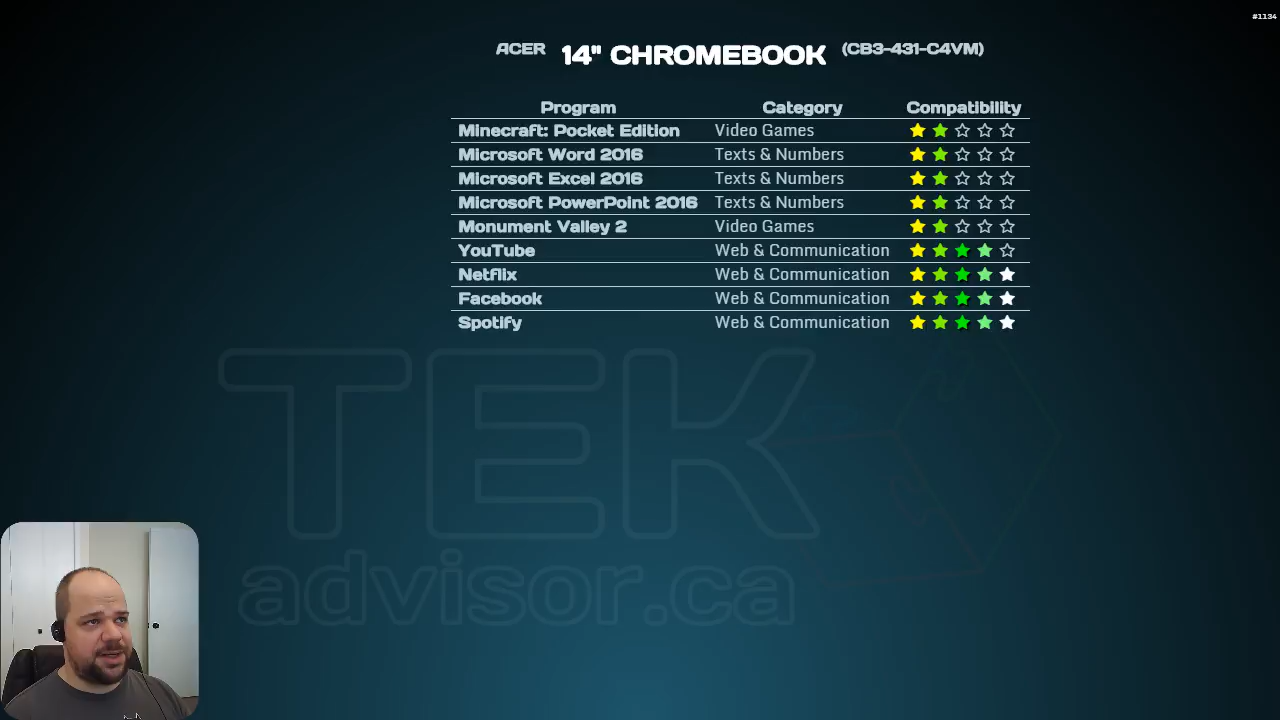 #1134
ACER 14" CHROMEBOOK (CB3-431-C4VM)
Program Category Compatibility
Minecraft: Pocket Edition Video Games
Microsoft Word 2016 Texts & Numbers
Microsoft Excel 2016 Texts & Numbers
Microsoft PowerPoint 2016 Texts & Numbers
Monument Valley 2 Video Games
YouTube Web & Communication
Netflix Web & Communication
Facebook Web & Communication
Spotify Web & Communication
TEK
advisor.ca